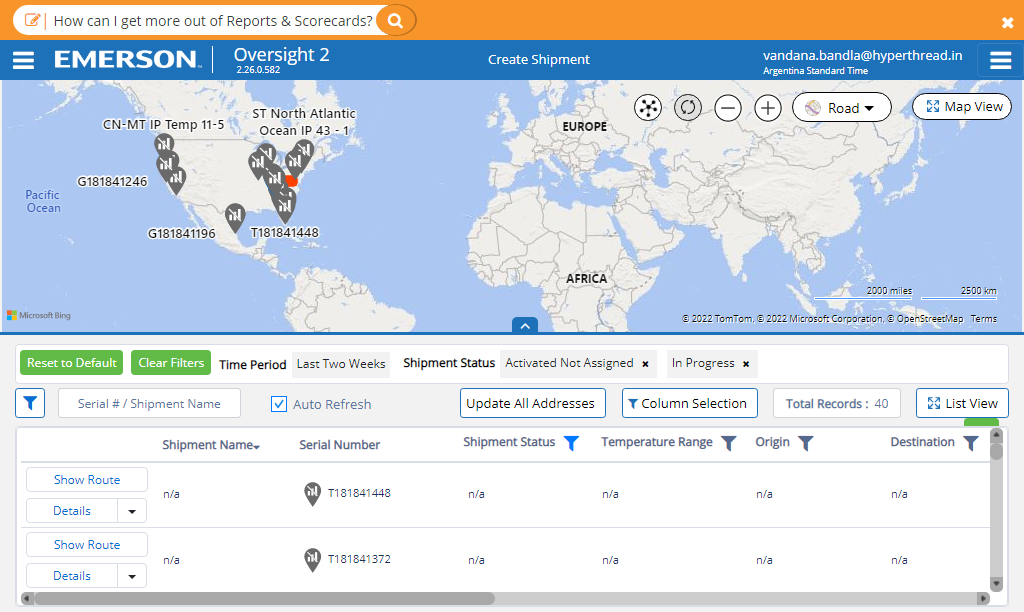 How can I get more out of Reports & Scorecards?
EMERSON
Oversight 2
2.26.0.582
Create Shipment
vandana.bandla@hyperthread.in
Argentina Standard Time
CN-MT IP Temp 11-5
ST North Atlantic
Ocean IP 43 - 1
G181841246
Pacific
Ocean
G181841196
T181841448
EUROPE
AFRICA
Road
Map View
2000 miles
2500 km
Microsoft Bing
© 2022 TomTom, © 2022 Microsoft Corporation, © OpenStreetMap Terms
Reset to Default
Clear Filters
Time Period
Last Two Weeks
Shipment Status
Activated Not Assigned ×
In Progress ×
Serial # / Shipment Name
Auto Refresh
Update All Addresses
Column Selection
Total Records : 40
List View
Shipment Name
Serial Number
Shipment Status
Temperature Range
Origin
Destination
Show Route
Details
n/a
T181841448
n/a
n/a
n/a
n/a
Show Route
Details
n/a
T181841372
n/a
n/a
n/a
n/a